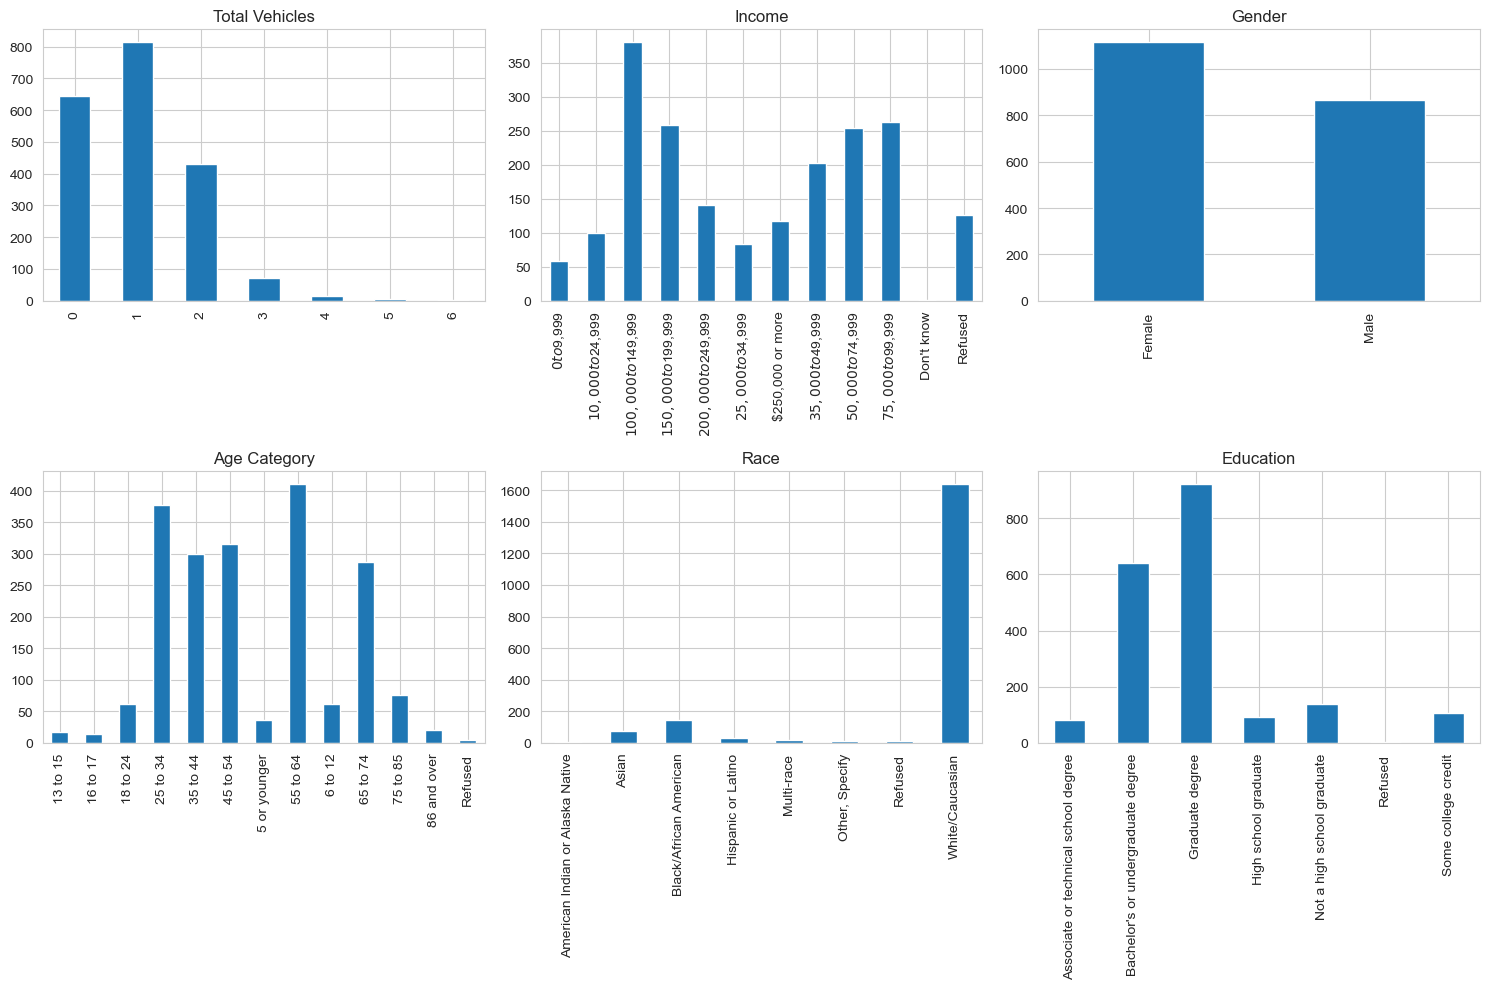 Total Vehicles
800
700
600
500
400
300
200
100
0
0
1
2
3
4
5
6
Income
350
300
250
200
150
100
50
0
0to9,999
10,000to24,999
100,000to149,999
150,000to199,999
200,000to249,999
25,000to34,999
$250,000 or more
35,000to49,999
50,000to74,999
75,000to99,999
Don't know
Refused
Gender
1000
800
600
400
200
0
Female
Male
Age Category
400
350
300
250
200
150
100
50
0
13 to 15
16 to 17
18 to 24
25 to 34
35 to 44
45 to 54
5 or younger
55 to 64
6 to 12
65 to 74
75 to 85
86 and over
Refused
Race
1600
1400
1200
1000
800
600
400
200
0
American Indian or Alaska Native
Asian
Black/African American
Hispanic or Latino
Multi-race
Other, Specify
Refused
White/Caucasian
Education
800
600
400
200
0
Associate or technical school degree
Bachelor's or undergraduate degree
Graduate degree
High school graduate
Not a high school graduate
Refused
Some college credit